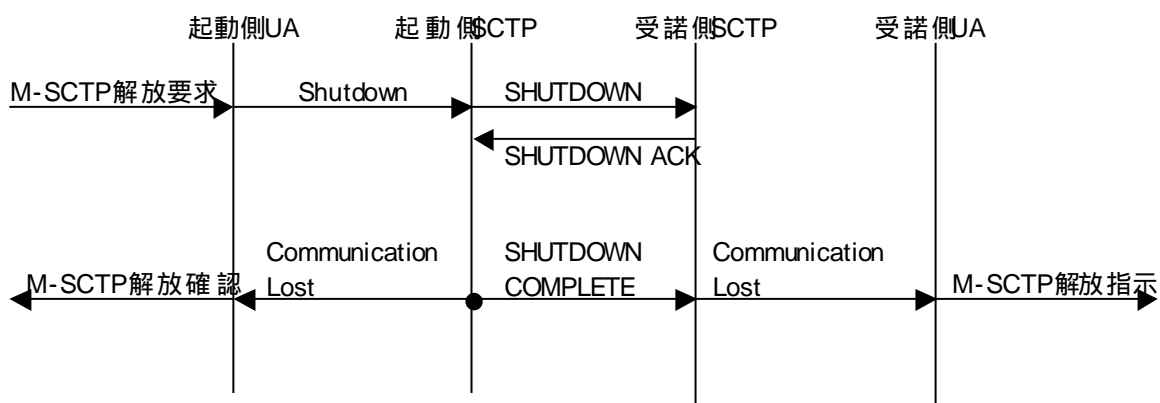 起動側UA 起動側SCTP 受諾側SCTP 受諾側UA
M-SCTP解放要求 Shutdown SHUTDOWN
SHUTDOWN ACK
Communication SHUTDOWN Communication
M-SCTP解放確認 Lost COMPLETE Lost M-SCTP解放指示